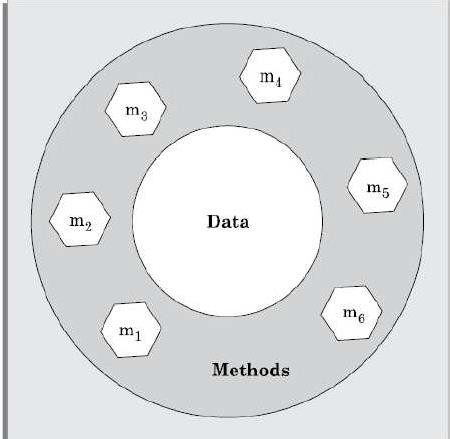 m₄
m₃
m₅
m₂
Data
m₆
m₁
Methods